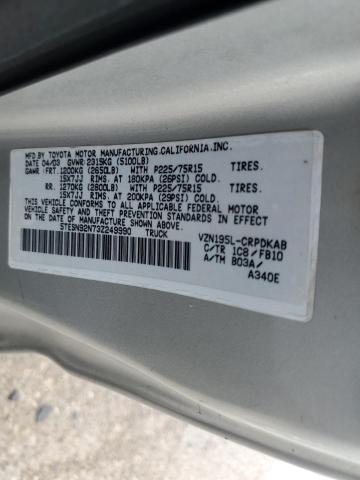 MFD. BY TOYOTA MOTOR MANUFACTURING,CALIFORNIA,INC.
DATE 04/03 GVWR 2315KG (5100LB)
GAWR FRT. 1200KG (2650LB) WITH P225/75R15 TIRES.
15X7JJ RIMS, AT 180KPA (26PSI) COLD.
RR. 1270KG (2800LB) WITH P225/75R15 TIRES.
15X7JJ RIMS, AT 200KPA (29PSI) COLD.
THIS VEHICLE CONFORMS TO ALL APPLICABLE FEDERAL MOTOR
VEHICLE SAFETY STANDARDS IN EFFECT ON THE DATE
OF MANUFACTURE SHOWN ABOVE.
5TESN92N73Z249990 TRUCK
VZN195L-CRPDKAB
C/TR 1C8/FB10
A/TM B03A/
A340E